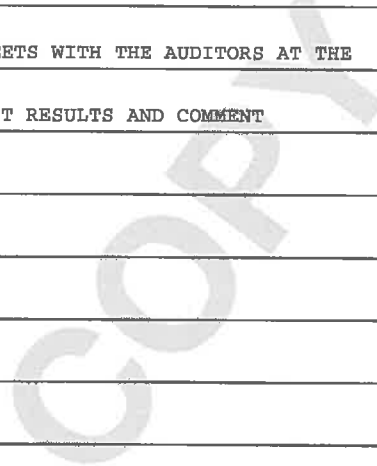 ETS WITH THE AUDITORS AT THE
T RESULTS AND COMMENT
COPY